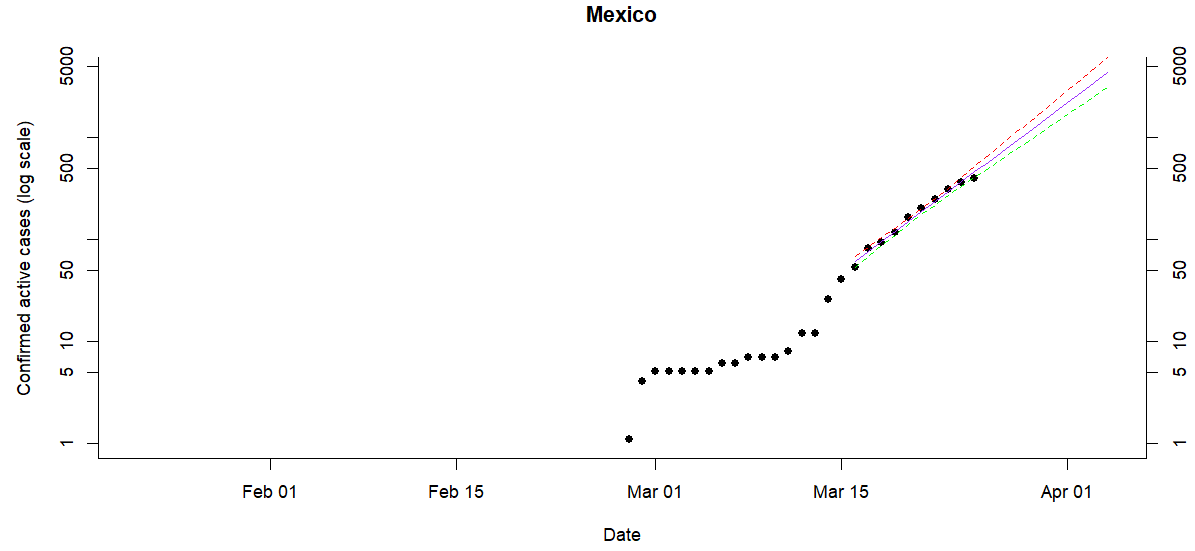 Mexico
Confirmed active cases (log scale)
5000
500
50
10
5
1
5000
500
50
10
5
1
Feb 01
Feb 15
Mar 01
Mar 15
Apr 01
Date